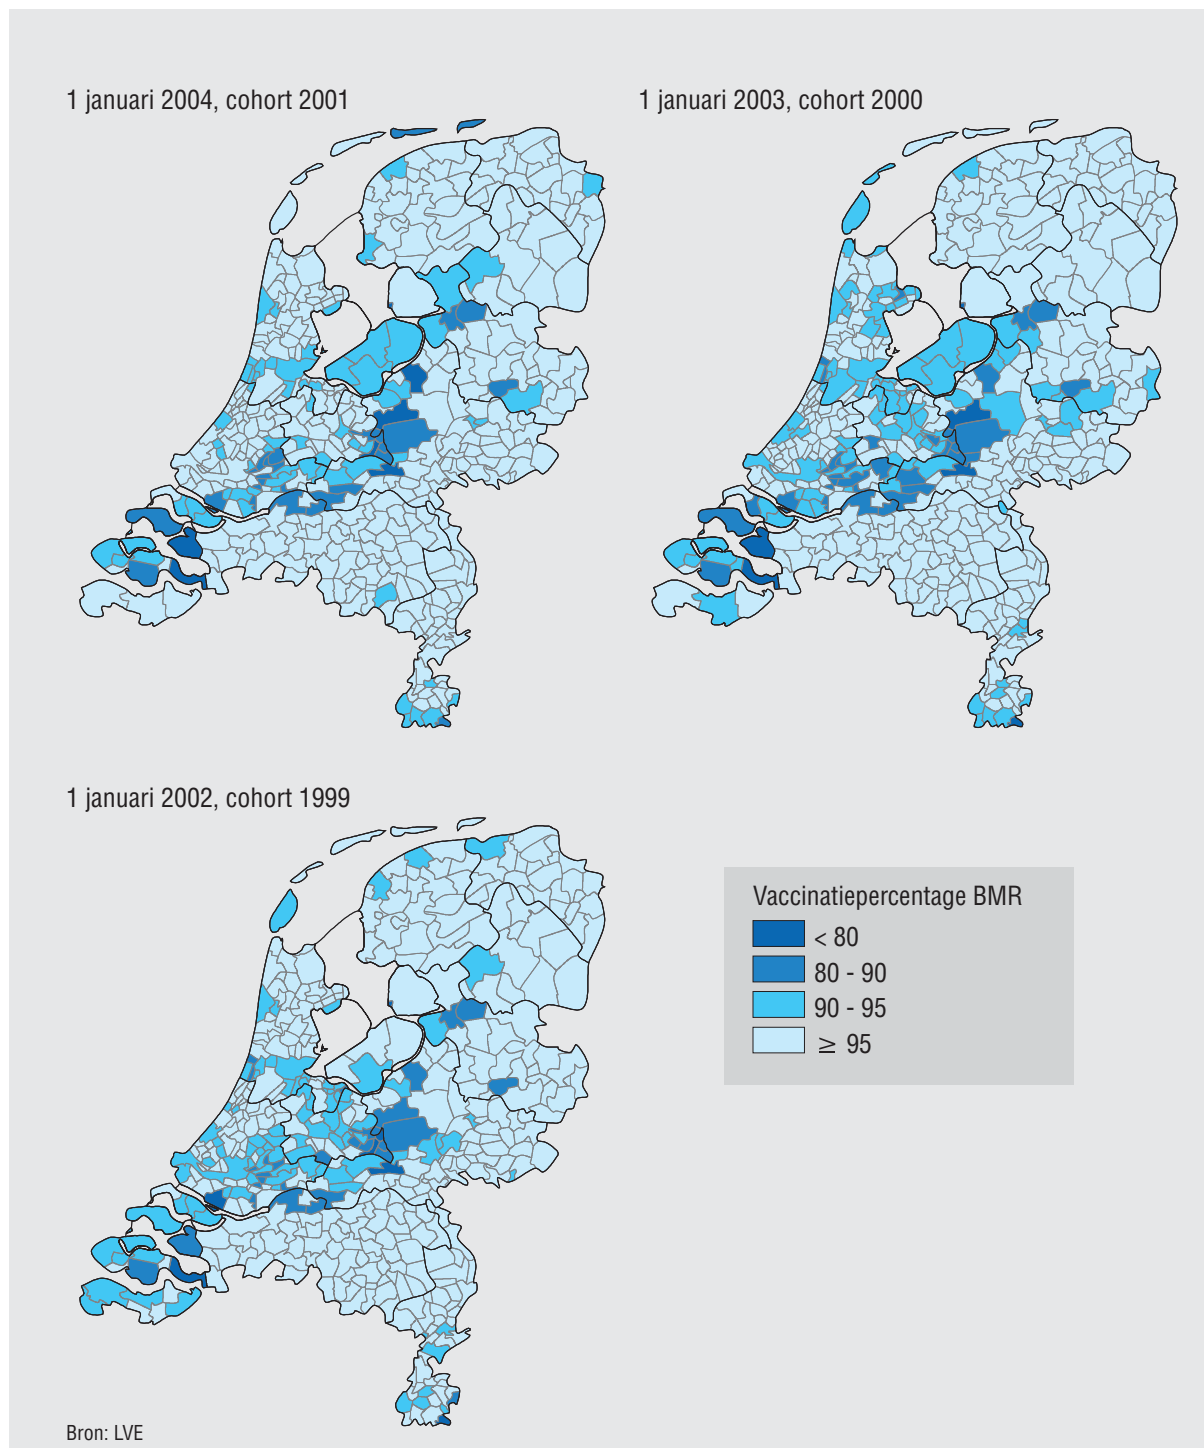 1 januari 2004, cohort 2001
1 januari 2003, cohort 2000
1 januari 2002, cohort 1999
Vaccinatiepercentage BMR
< 80
80 - 90
90 - 95
≥ 95
Bron: LVE